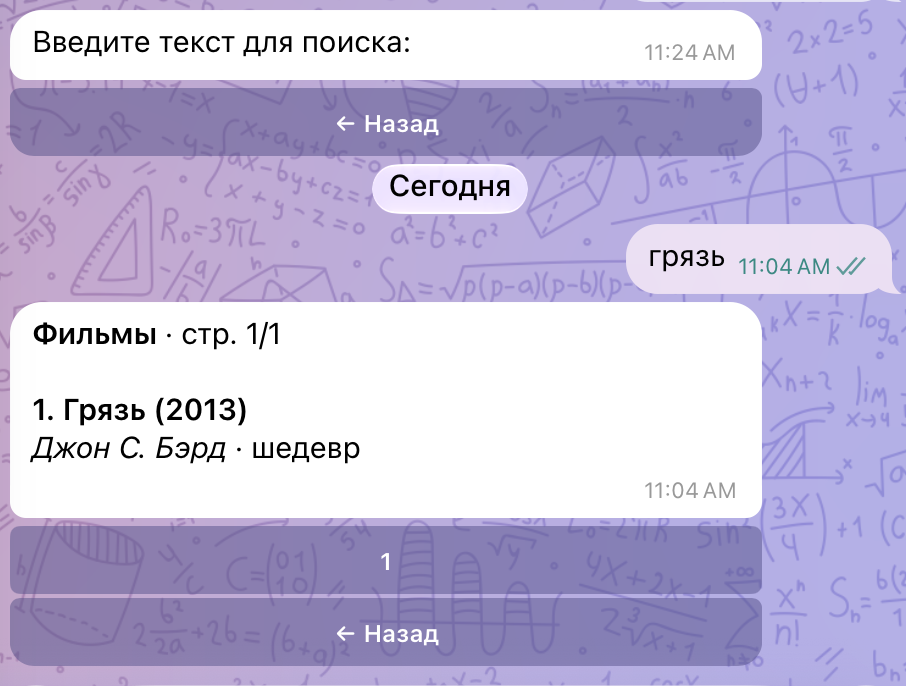 Введите текст для поиска:
11:24 AM
← Назад
Сегодня
грязь 11:04 AM
Фильмы · стр. 1/1
1. Грязь (2013)
Джон С. Бэрд · шедевр
11:04 AM
1
← Назад